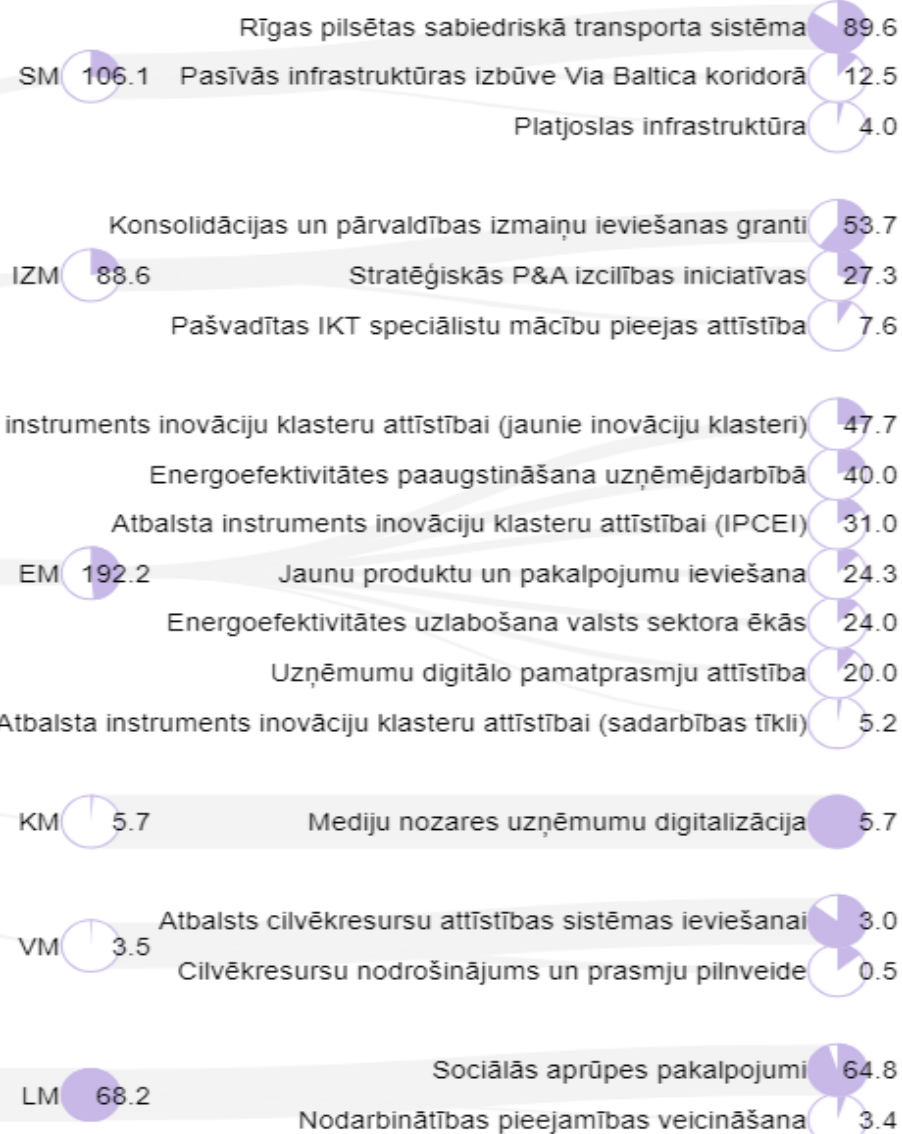 Rīgas pilsētas sabiedriskā transporta sistēma 89.6
SM 106.1 Pasīvās infrastruktūras izbūve Via Baltica koridorā 12.5
Platjoslas infrastruktūra 4.0
Konsolidācijas un pārvaldības izmaiņu ieviešanas granti 53.7
IZM 88.6 Stratēģiskās P&A izcilības iniciatīvas 27.3
Pašvadītas IKT speciālistu mācību pieejas attīstība 7.6
instruments inovāciju klasteru attīstībai (jaunie inovāciju klasteri) 47.7
Energoefektivitātes paaugstināšana uzņēmējdarbībā 40.0
Atbalsta instruments inovāciju klasteru attīstībai (IPCEI) 31.0
EM 192.2 Jaunu produktu un pakalpojumu ieviešana 24.3
Energoefektivitātes uzlabošana valsts sektora ēkās 24.0
Uzņēmumu digitālo pamatprasmju attīstība 20.0
Atbalsta instruments inovāciju klasteru attīstībai (sadarbības tīkli) 5.2
KM 5.7 Mediju nozares uzņēmumu digitalizācija 5.7
Atbalsts cilvēkresursu attīstības sistēmas ieviešanai 3.0
VM 3.5
Cilvēkresursu nodrošinājums un prasmju pilnveide 0.5
Sociālās aprūpes pakalpojumi 64.8
LM 68.2
Nodarbinātības pieejamības veicināšana 3.4